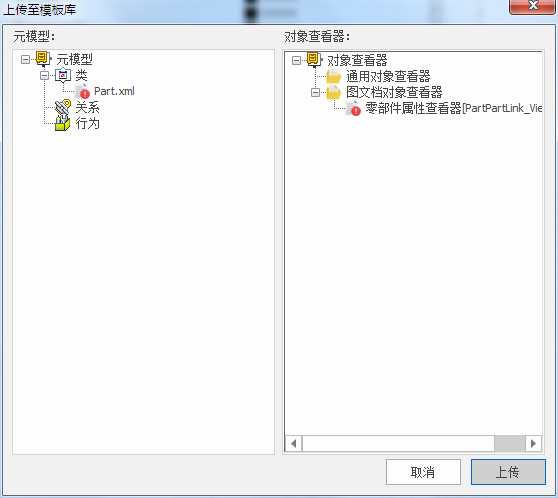 上传至模板库
元模型:
元模型
类
Part.xml
关系
行为
对象查看器:
对象查看器
通用对象查看器
图文档对象查看器
零部件属性查看器[PartPartLink_Vie
取消
上传